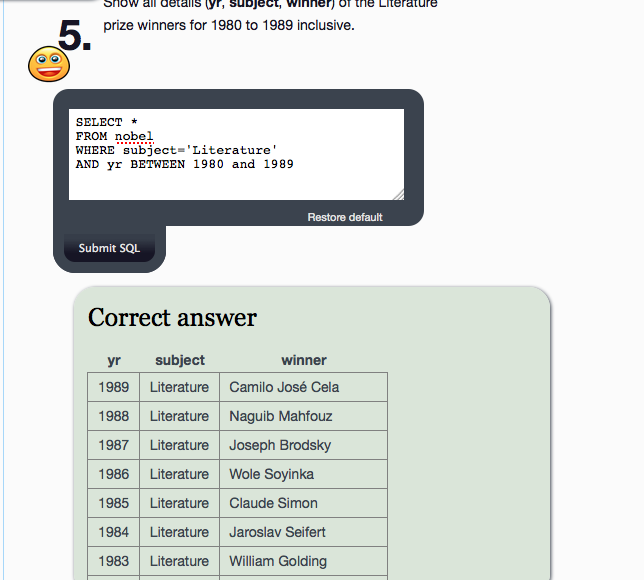 Show all details (yr, subject, winner) of the Literature
prize winners for 1980 to 1989 inclusive.
5.
SELECT *
FROM nobel
WHERE subject='Literature'
AND yr BETWEEN 1980 and 1989
Restore default
Submit SQL
Correct answer
yr subject winner
1989 Literature Camilo José Cela
1988 Literature Naguib Mahfouz
1987 Literature Joseph Brodsky
1986 Literature Wole Soyinka
1985 Literature Claude Simon
1984 Literature Jaroslav Seifert
1983 Literature William Golding